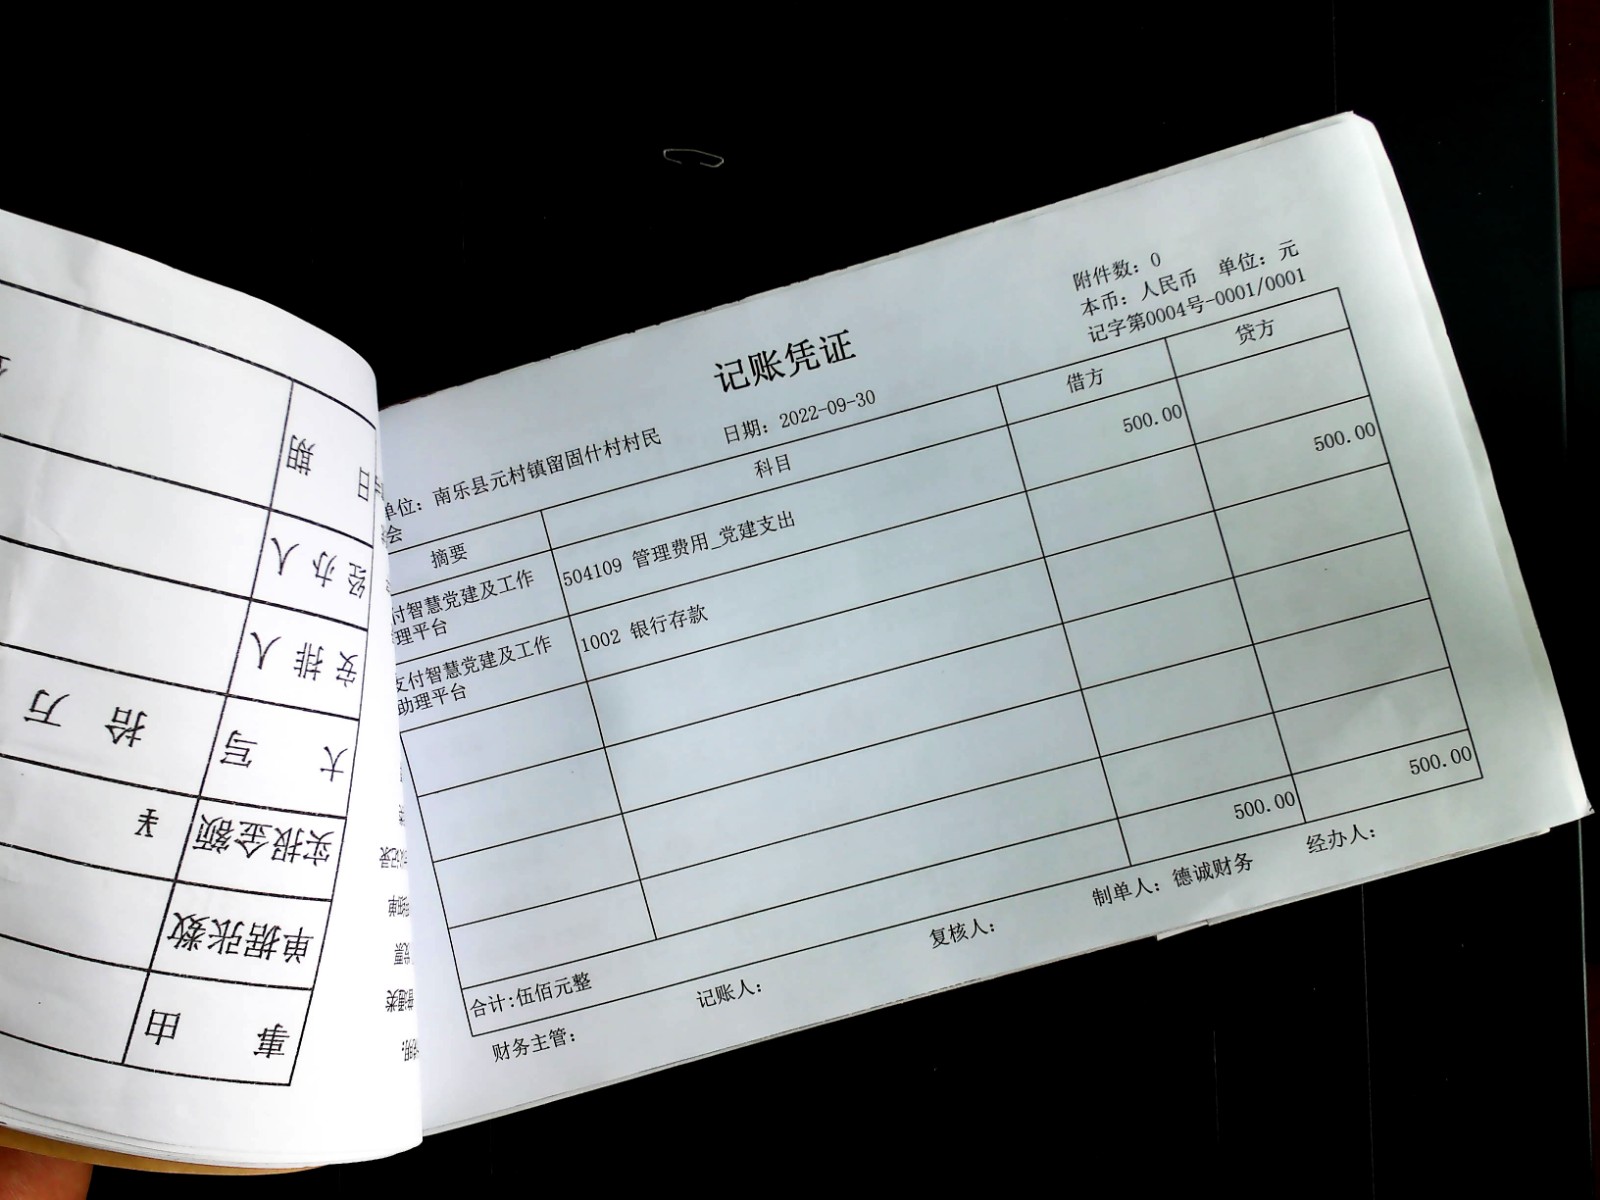 记账凭证
附件数：0
本币：人民币 单位：元
记字第0004号-0001/0001
单位：南乐县元村镇留固什村村民
会
日期：2022-09-30
摘要 科目 借方 贷方
付智慧党建及工作
理平台
504109 管理费用_党建支出 500.00
支付智慧党建及工作
助理平台
1002 银行存款 500.00
合计:伍佰元整 500.00 500.00
财务主管： 记账人： 复核人： 制单人：德诚财务 经办人：
事 由
单据张数
实报金额 ¥
大 写 拾 万
安 排 人
经 办 人
日 期